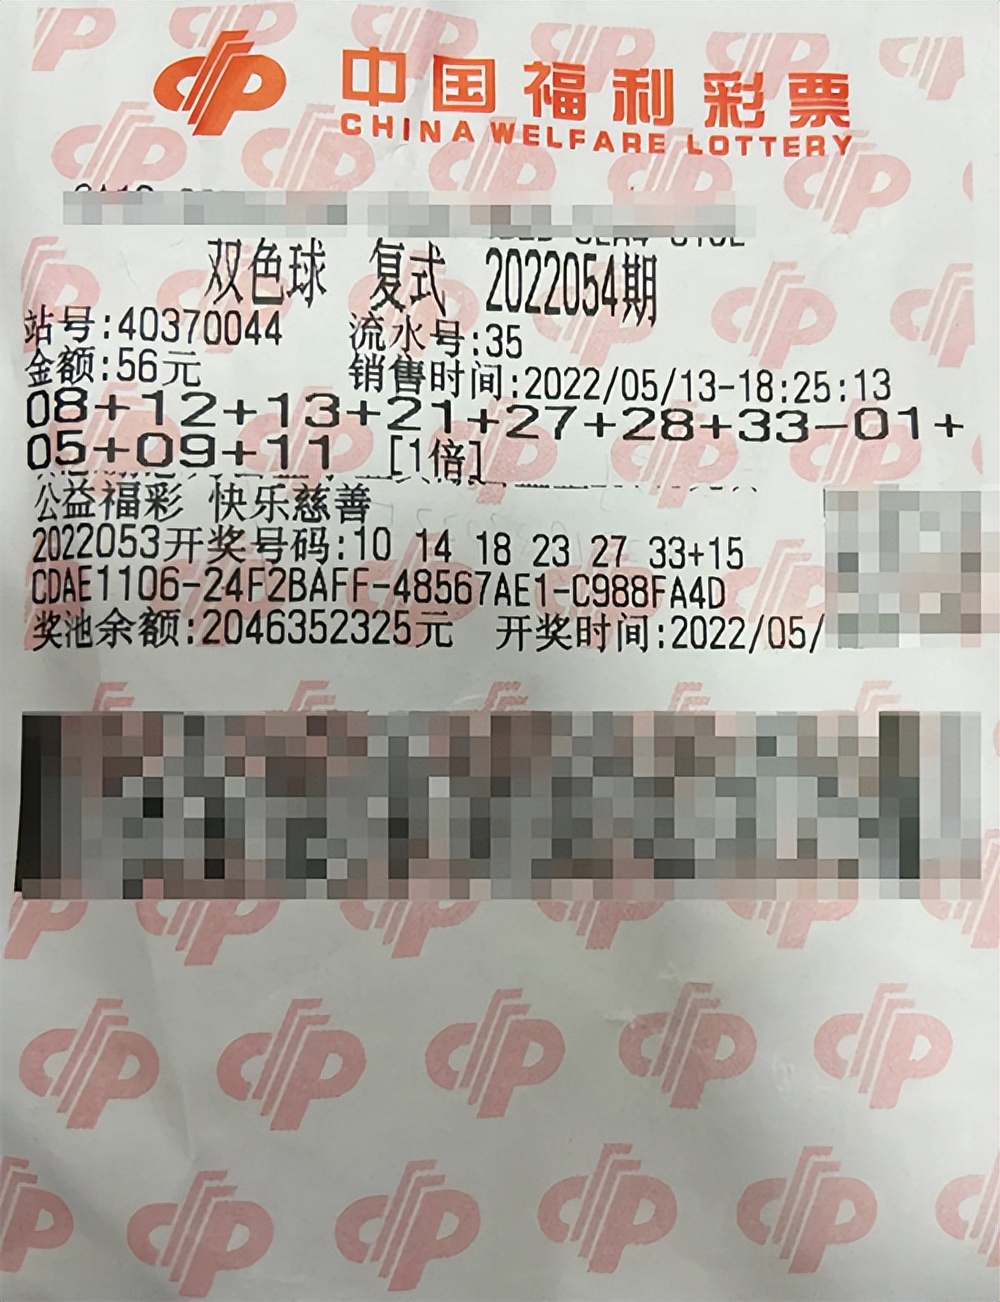 中国福利彩票
CHINA WELFARE LOTTERY
双色球 复式 2022054期
站号:40370044 流水号:35
金额:56元 销售时间:2022/05/13-18:25:13
08+12+13+21+27+28+33-01+
05+09+11 [1倍]
公益福彩 快乐慈善
2022053开奖号码:10 14 18 23 27 33+15
CDAE1106-24F2BAFF-48567AE1-C988FA4D
奖池余额:2046352325元 开奖时间:2022/05/